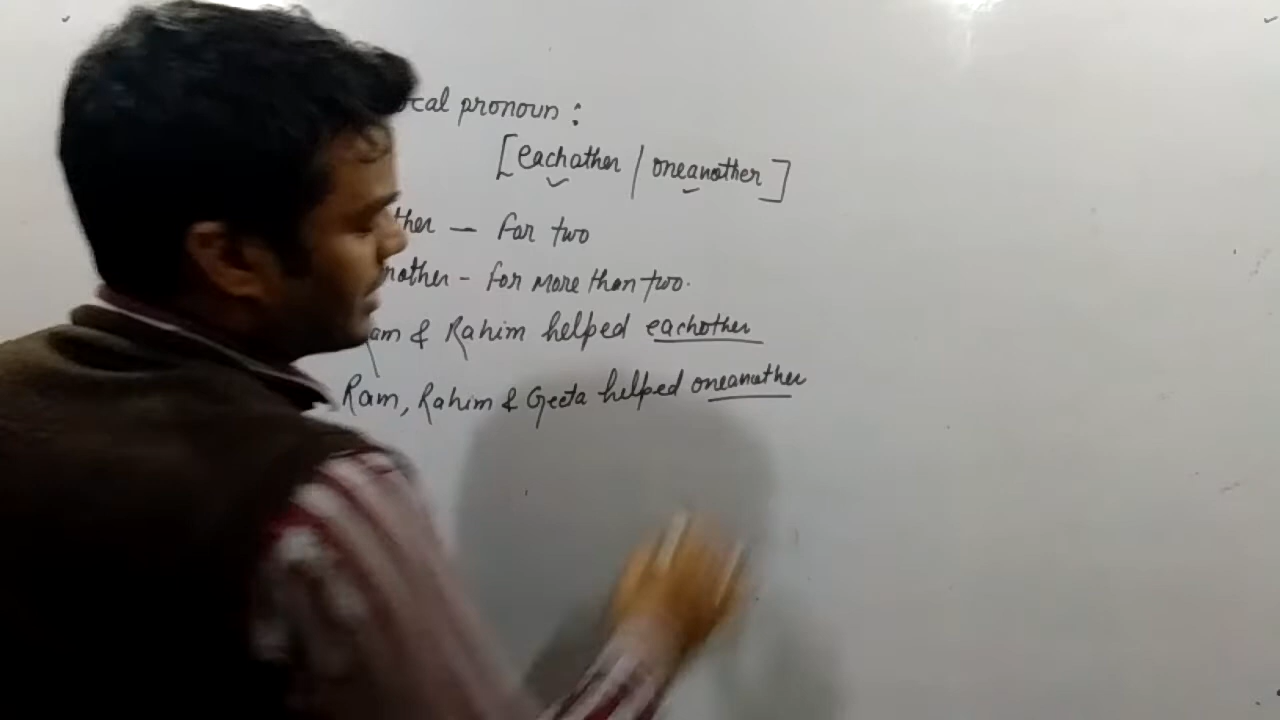 ocal pronoun :
[eachother / oneanother]
ther — For two
nother - for more than two.
am & Rahim helped eachother
Ram, Rahim & Geeta helped oneanother